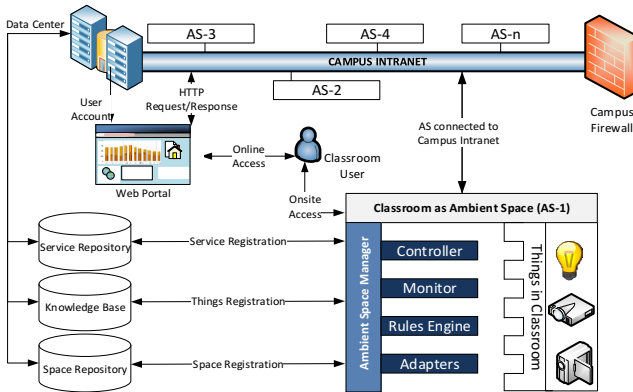 Data Center
AS-3
AS-4
AS-n
CAMPUS INTRANET
AS-2
User
Account
HTTP
Request/Response
AS connected to
Campus Intranet
Campus
Firewall
Online
Access
Classroom
User
Web Portal
Onsite
Access
Classroom as Ambient Space (AS-1)
Service Repository
Service Registration
Knowledge Base
Things Registration
Space Repository
Space Registration
Ambient Space Manager
Controller
Monitor
Rules Engine
Adapters
Things in Classroom